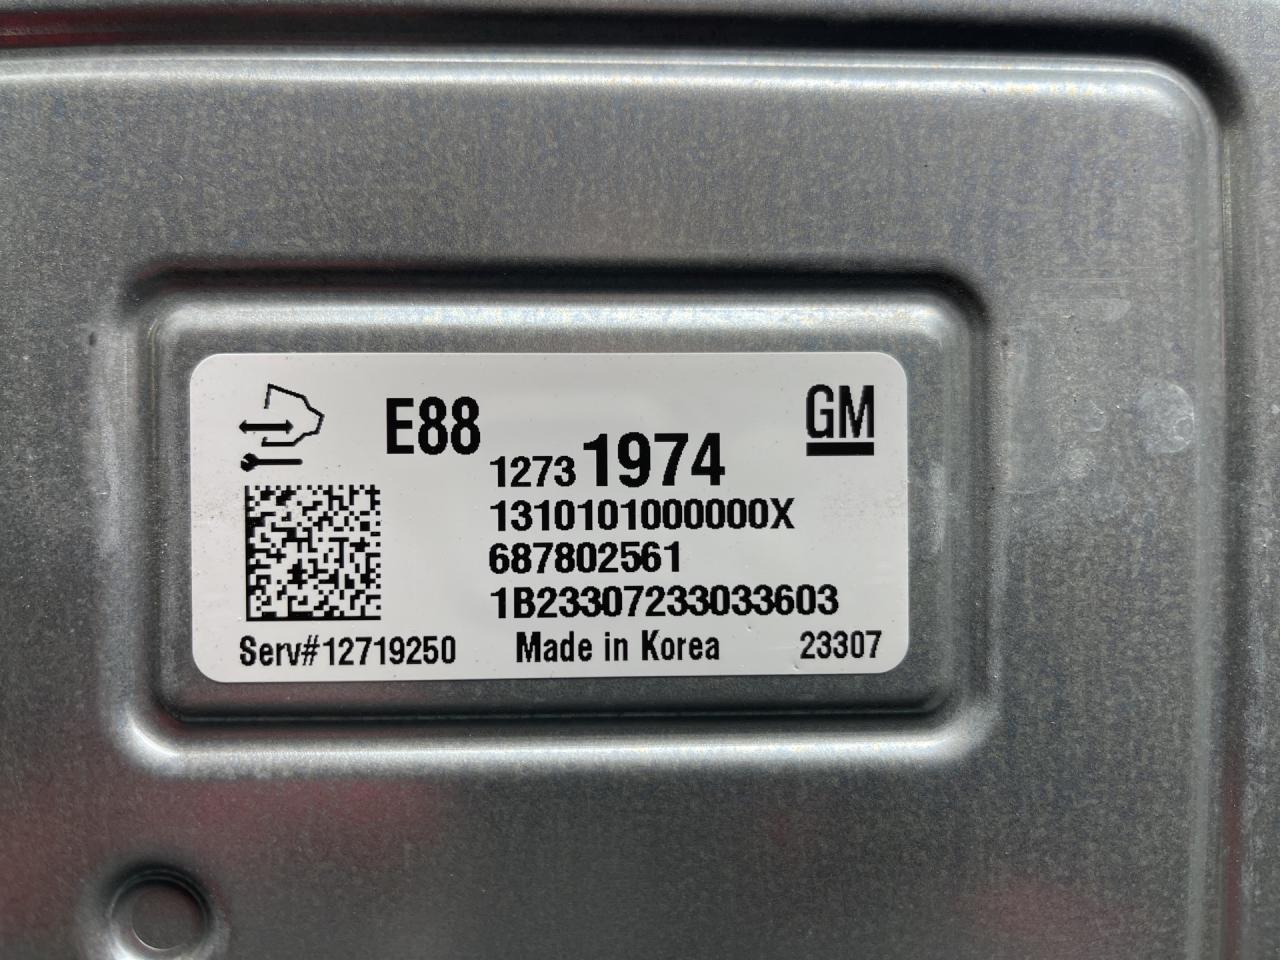 E88
GM
12731974
1310101000000X
687802561
1B23307233033603
Serv#12719250 Made in Korea 23307